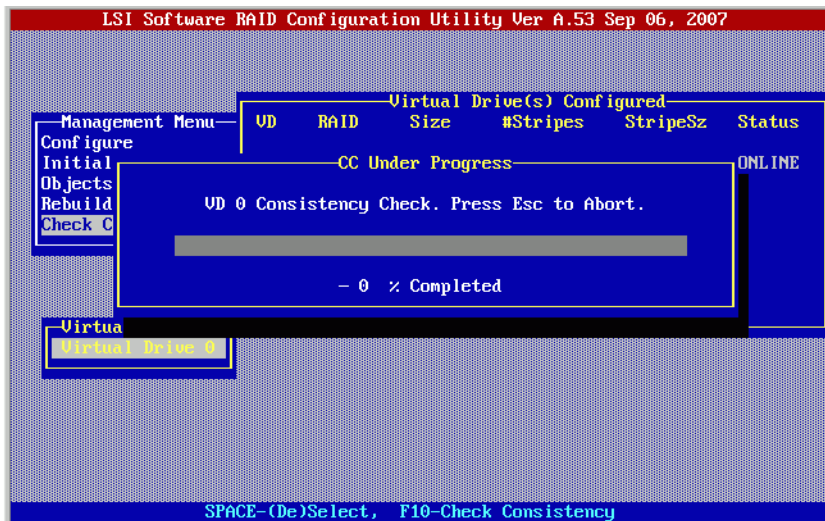 LSI Software RAID Configuration Utility Ver A.53 Sep 06, 2007
Virtual Drive(s) Configured
Management Menu
VD RAID Size #Stripes StripeSz Status
Configure
Initial
CC Under Progress
ONLINE
Objects
Rebuild
VD 0 Consistency Check. Press Esc to Abort.
Check C
- 0 % Completed
Virtua
Virtual Drive 0
SPACE-(De)Select, F10-Check Consistency